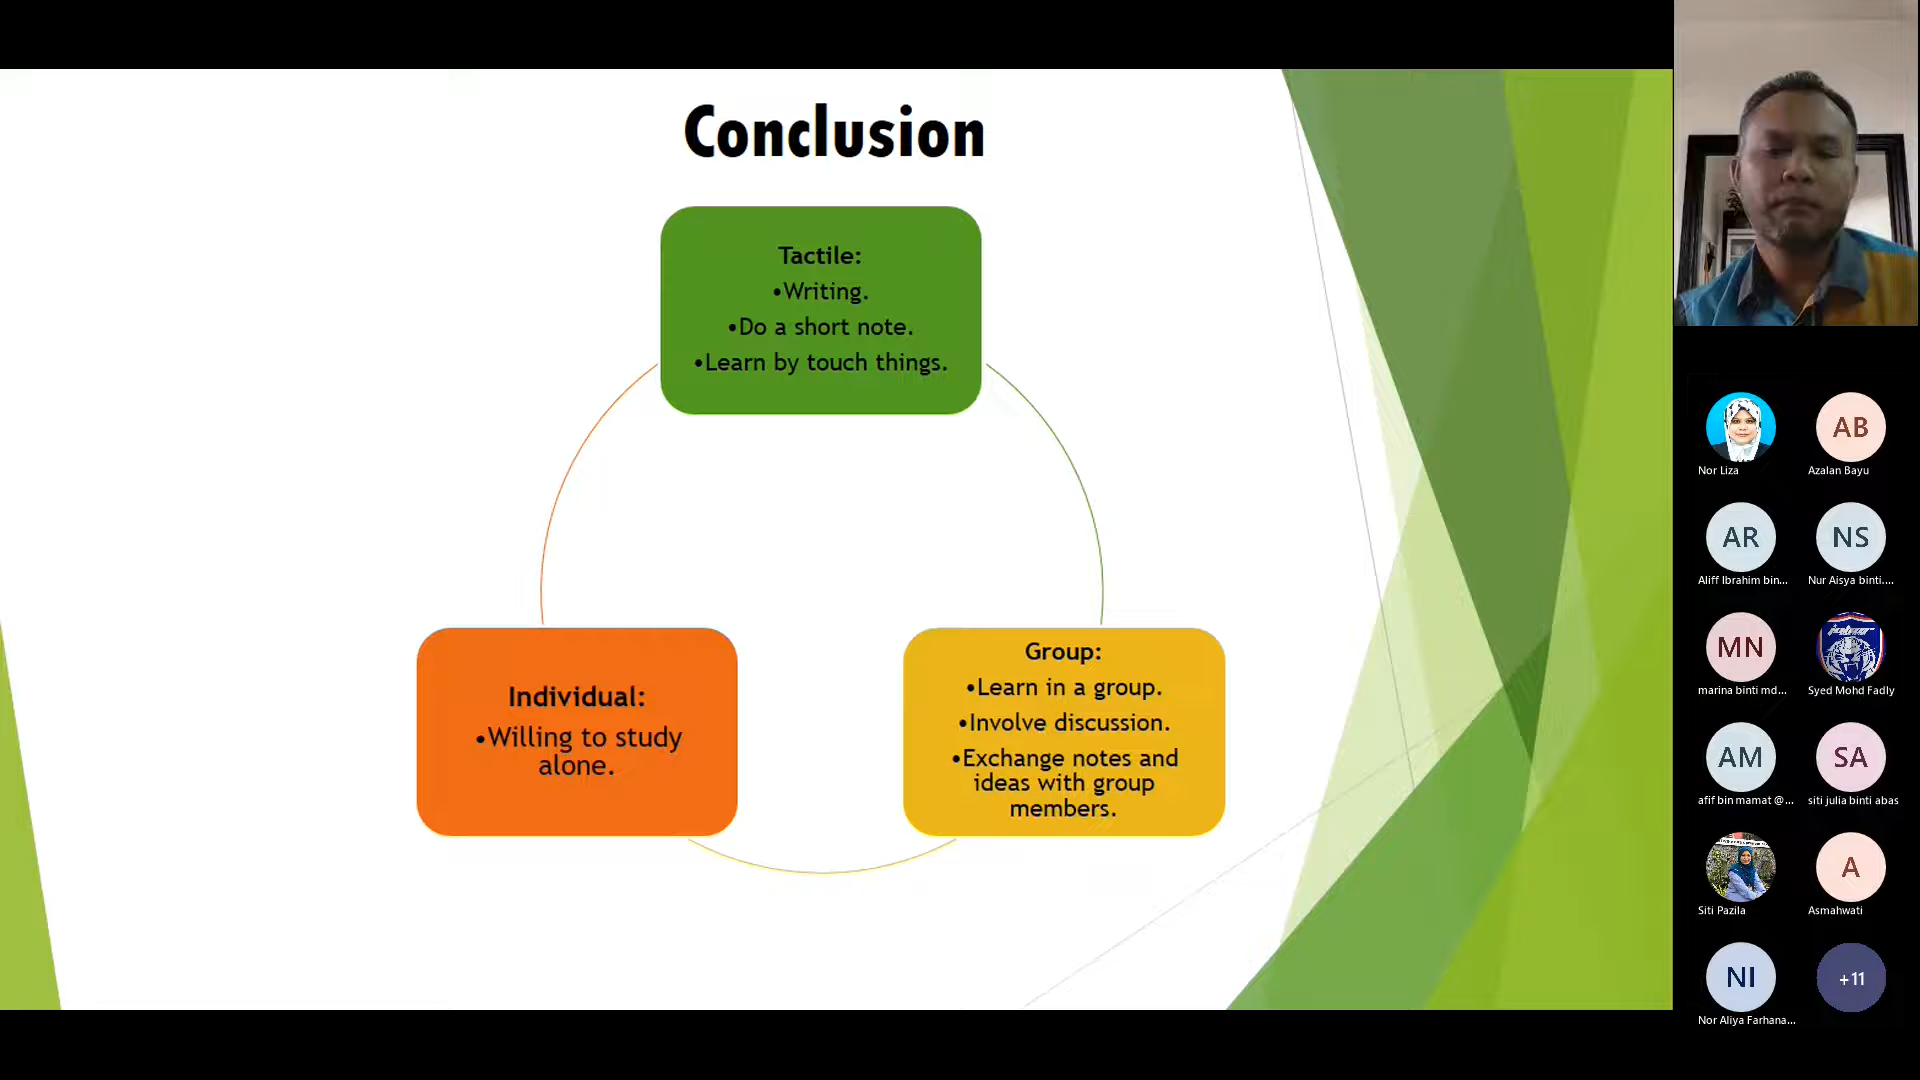 Conclusion
Tactile:
•Writing.
•Do a short note.
•Learn by touch things.
Individual:
•Willing to study
alone.
Group:
•Learn in a group.
•Involve discussion.
•Exchange notes and
ideas with group
members.
AB
Nor Liza
Azalan Bayu
AR
NS
Aliff Ibrahim bin...
Nur Aisya binti....
MN
marina binti md...
Syed Mohd Fadly
AM
SA
afif bin mamat @...
siti julia binti abas
A
Siti Pazila
Asmahwati
NI
+11
Nor Aliya Farhana...